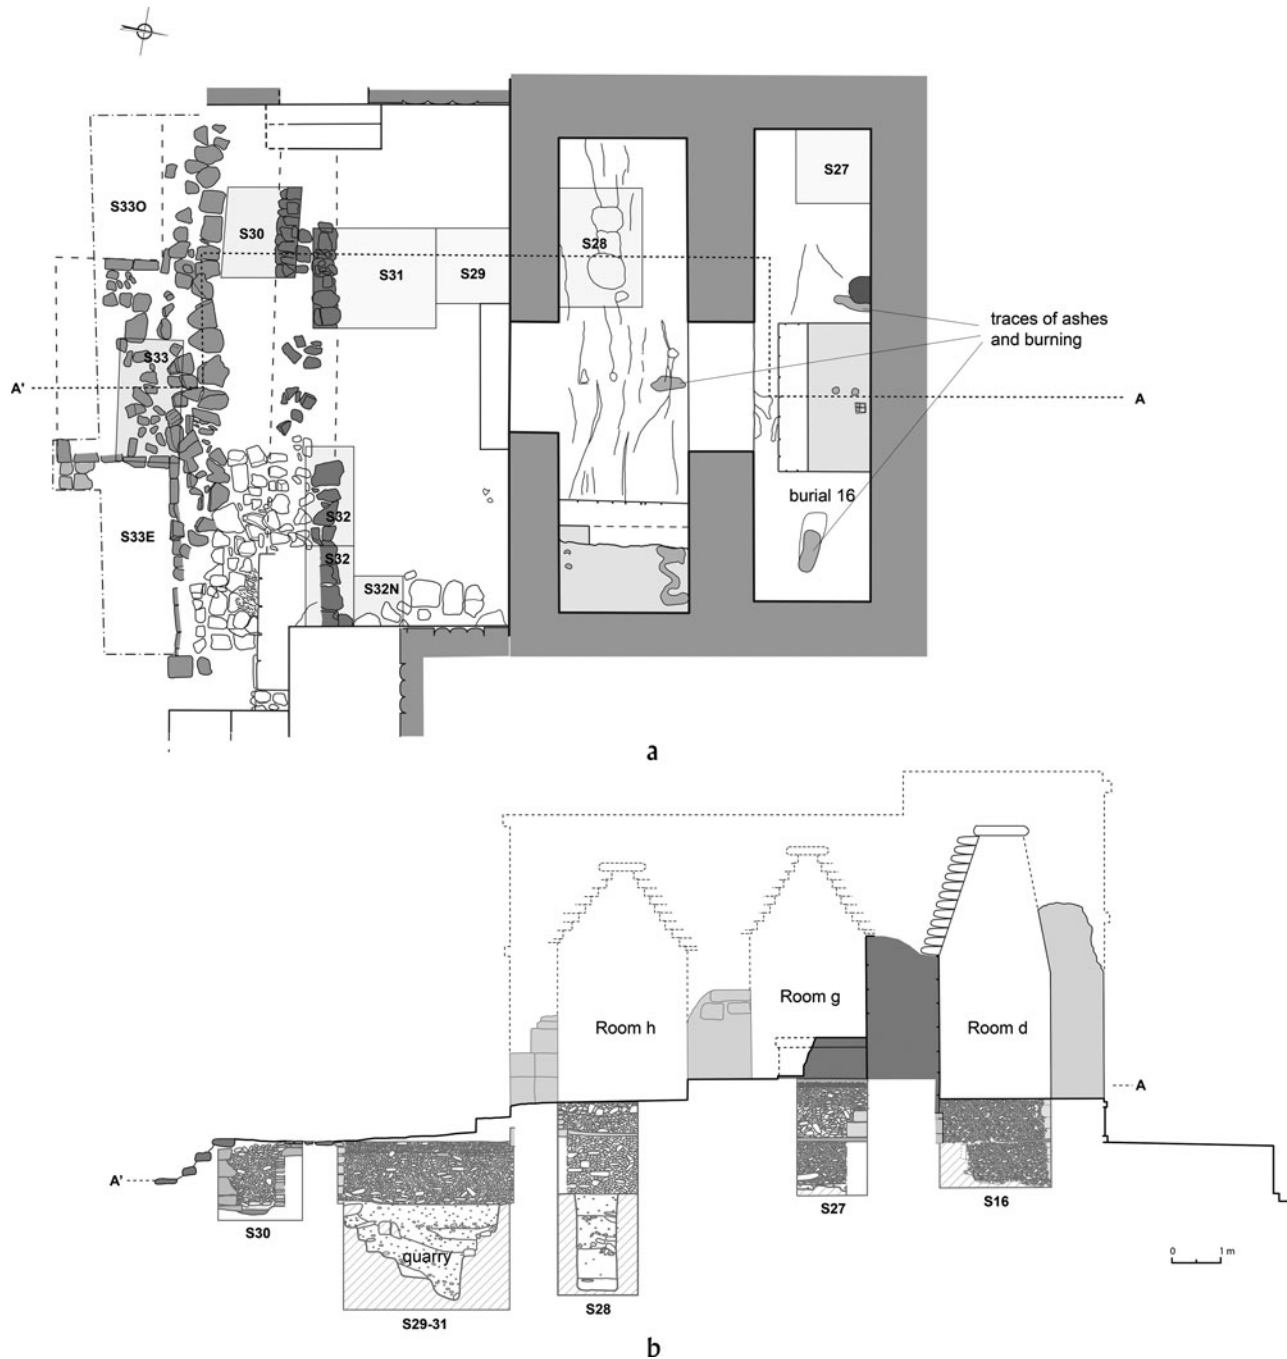 S33O
S27
S30
S28
S31
S29
traces of ashes
and burning
S33
A'
A
burial 16
S32
S33E
S32
S32N
a
Room g
Room h
Room d
A
A'
S30
quarry
S27
S16
0 1 m
S28
S29-31
b